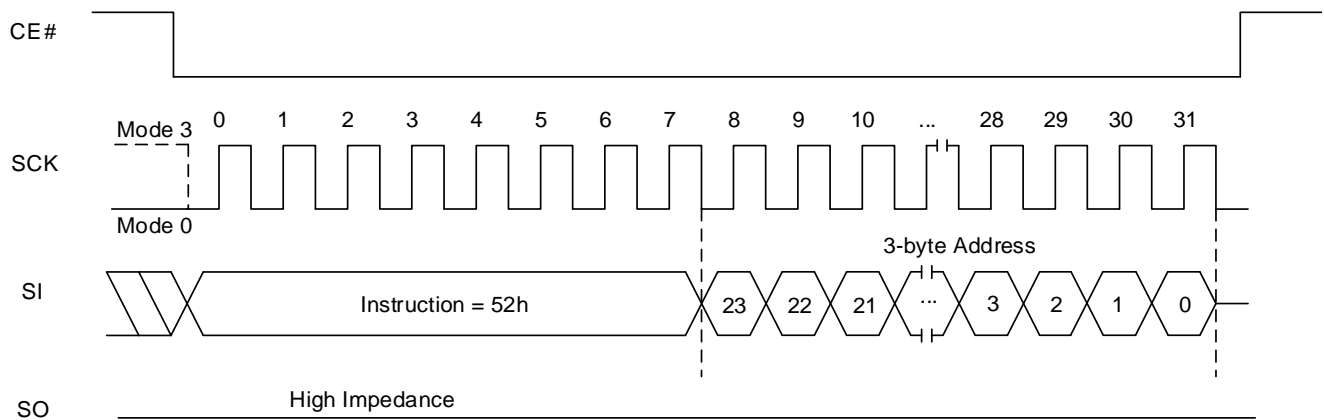 CE#
0 1 2 3 4 5 6 7 8 9 10 ... 28 29 30 31
Mode 3
SCK
Mode 0
3-byte Address
SI
Instruction = 52h 23 22 21 ... 3 2 1 0
High Impedance
SO